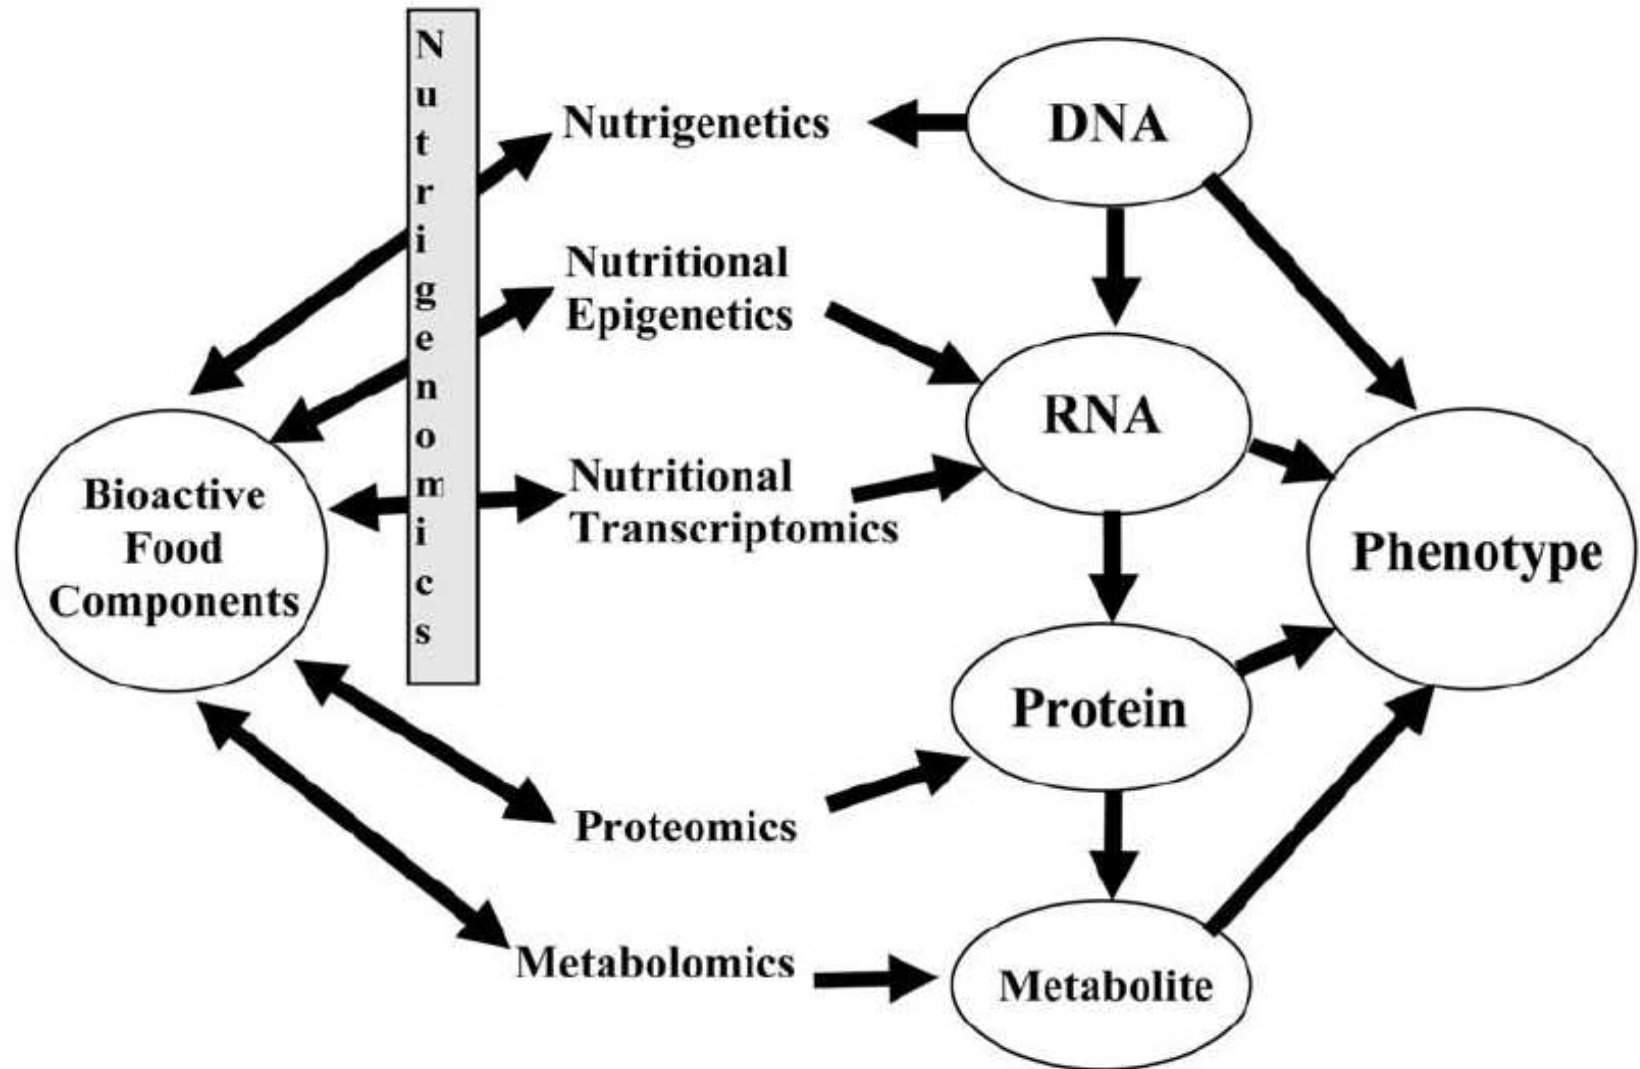 Nutrigenomics
Nutrigenetics
DNA
Nutritional
Epigenetics
RNA
Nutritional
Transcriptomics
Bioactive
Food
Components
Phenotype
Protein
Proteomics
Metabolomics
Metabolite